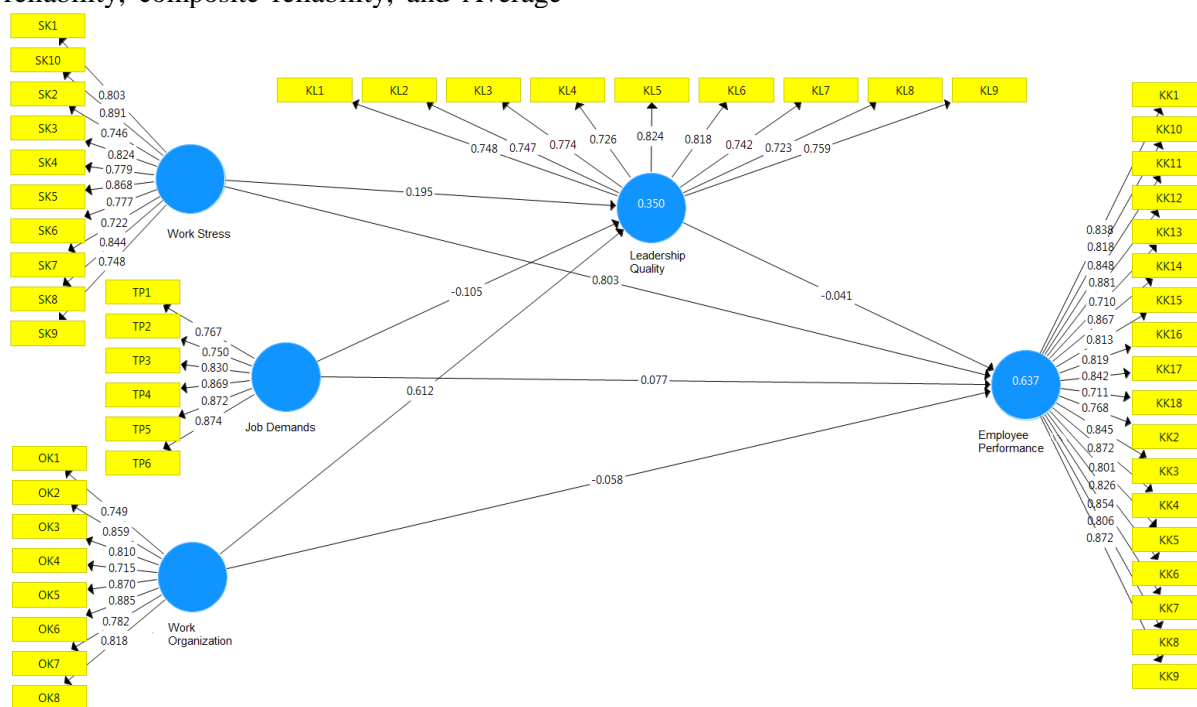 reliability, composite reliability, and Average
SK1
SK10
SK2
SK3
SK4
SK5
SK6
SK7
SK8
SK9
0.803
0.891
0.746
0.824
0.779
0.868
0.777
0.722
0.844
0.748
Work Stress
KL1
KL2
KL3
KL4
KL5
KL6
KL7
KL8
KL9
0.748
0.747
0.774
0.726
0.824
0.818
0.742
0.723
0.759
0.350
Leadership
Quality
0.195
-0.105
0.612
0.803
-0.041
0.077
-0.058
TP1
TP2
TP3
TP4
TP5
TP6
0.767
0.750
0.830
0.869
0.872
0.874
Job Demands
OK1
OK2
OK3
OK4
OK5
OK6
OK7
OK8
0.749
0.859
0.810
0.715
0.870
0.885
0.782
0.818
Work
Organization
0.637
Employee
Performance
0.838
0.818
0.848
0.881
0.710
0.867
0.813
0.819
0.842
0.711
0.768
0.845
0.872
0.801
0.826
0.854
0.806
0.872
KK1
KK10
KK11
KK12
KK13
KK14
KK15
KK16
KK17
KK18
KK2
KK3
KK4
KK5
KK6
KK7
KK8
KK9